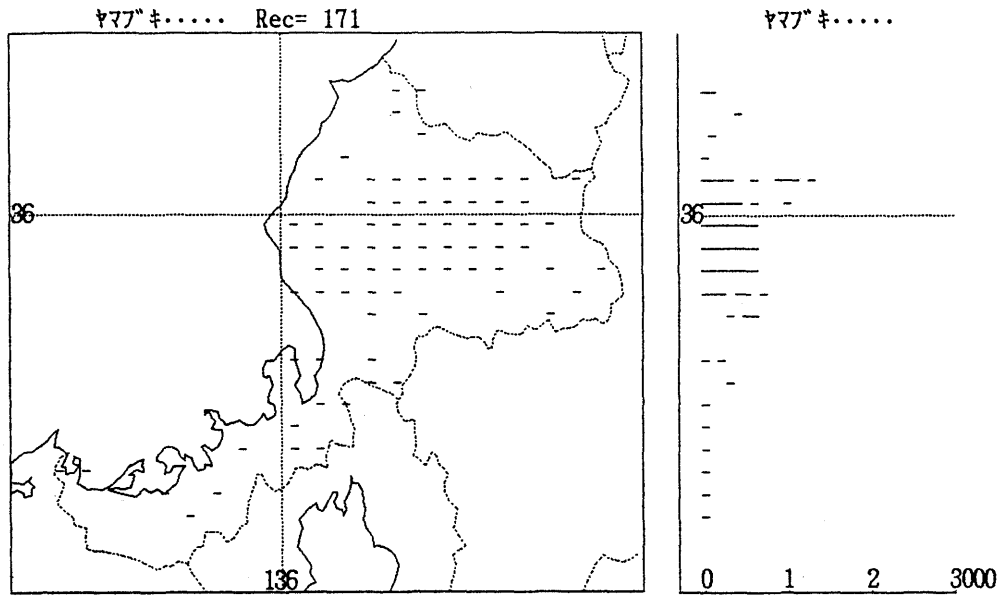 ﾔﾏﾌﾞｷ····· Rec= 171
ﾔﾏﾌﾞｷ·····
36
36
136
0 1 2 3000